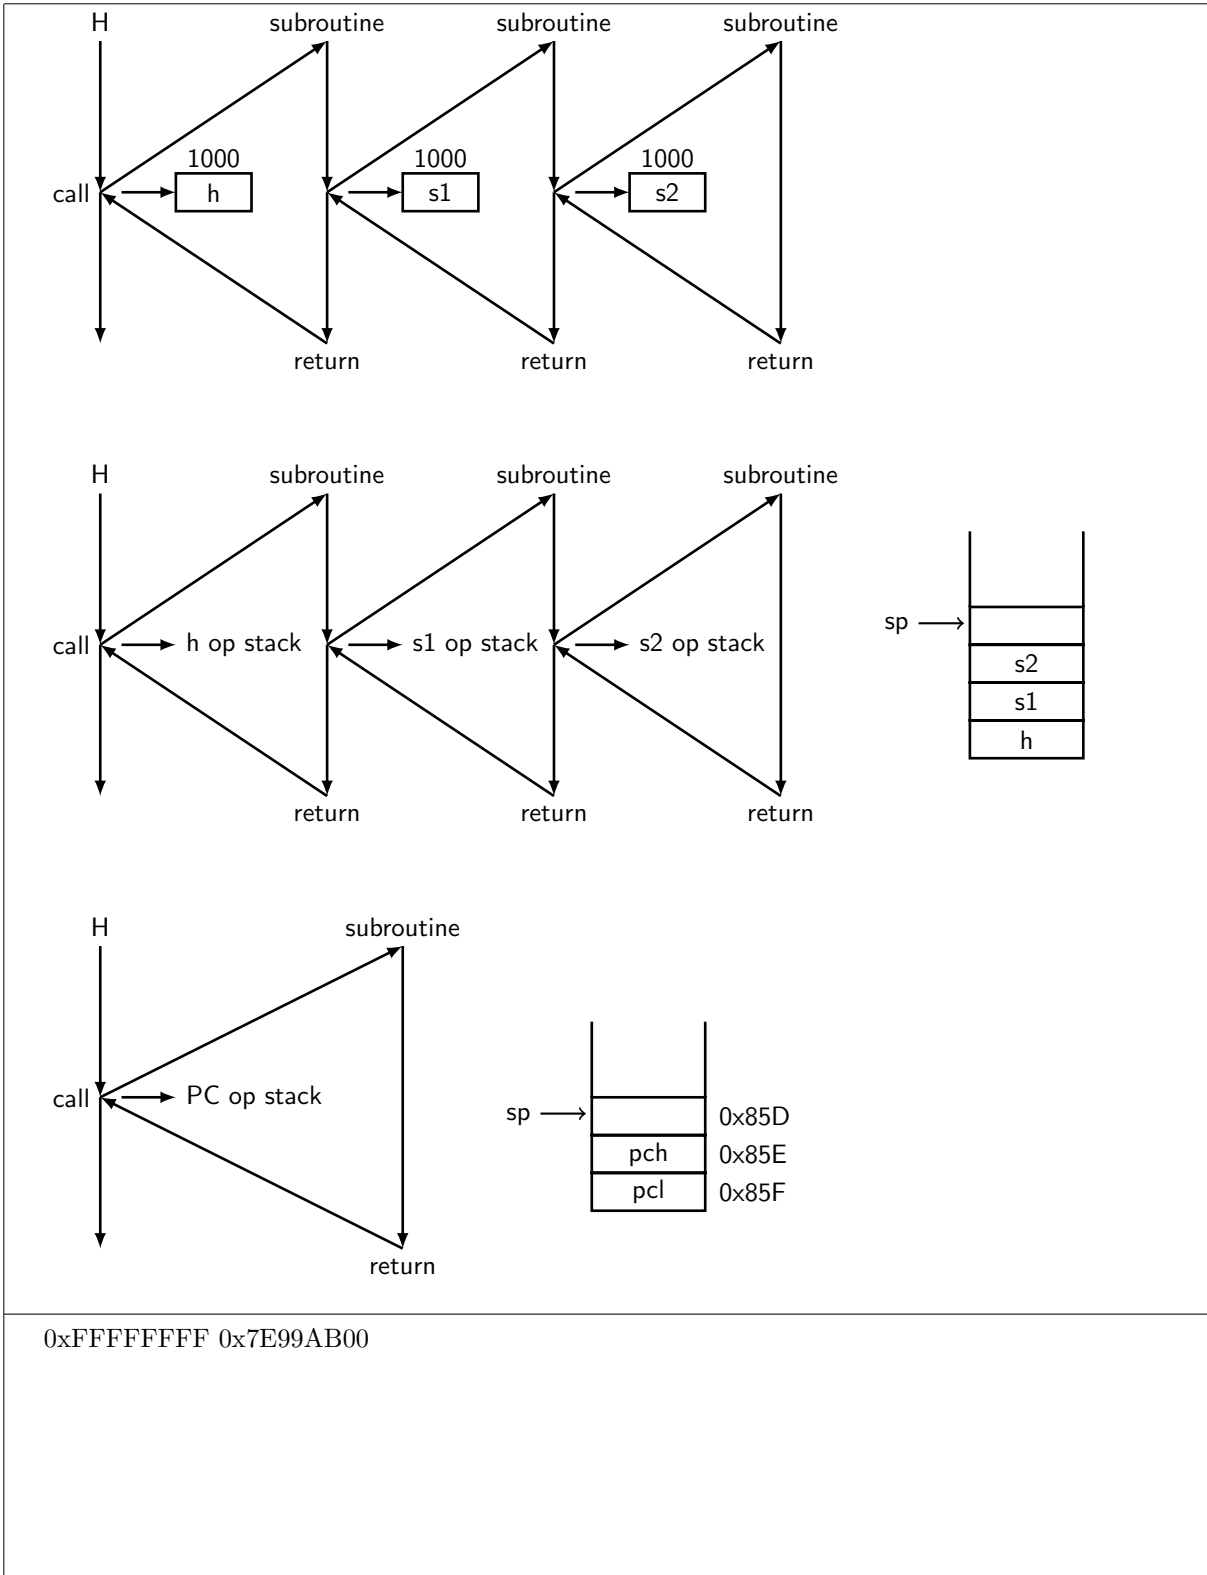 H subroutine subroutine subroutine
1000 1000 1000
call h s1 s2
return return return
H subroutine subroutine subroutine
sp
call h op stack s1 op stack s2 op stack
s2
s1
h
return return return
H subroutine
call PC op stack
sp 0x85D
pch 0x85E
pcl 0x85F
return
0xFFFFFFFF 0x7E99AB00